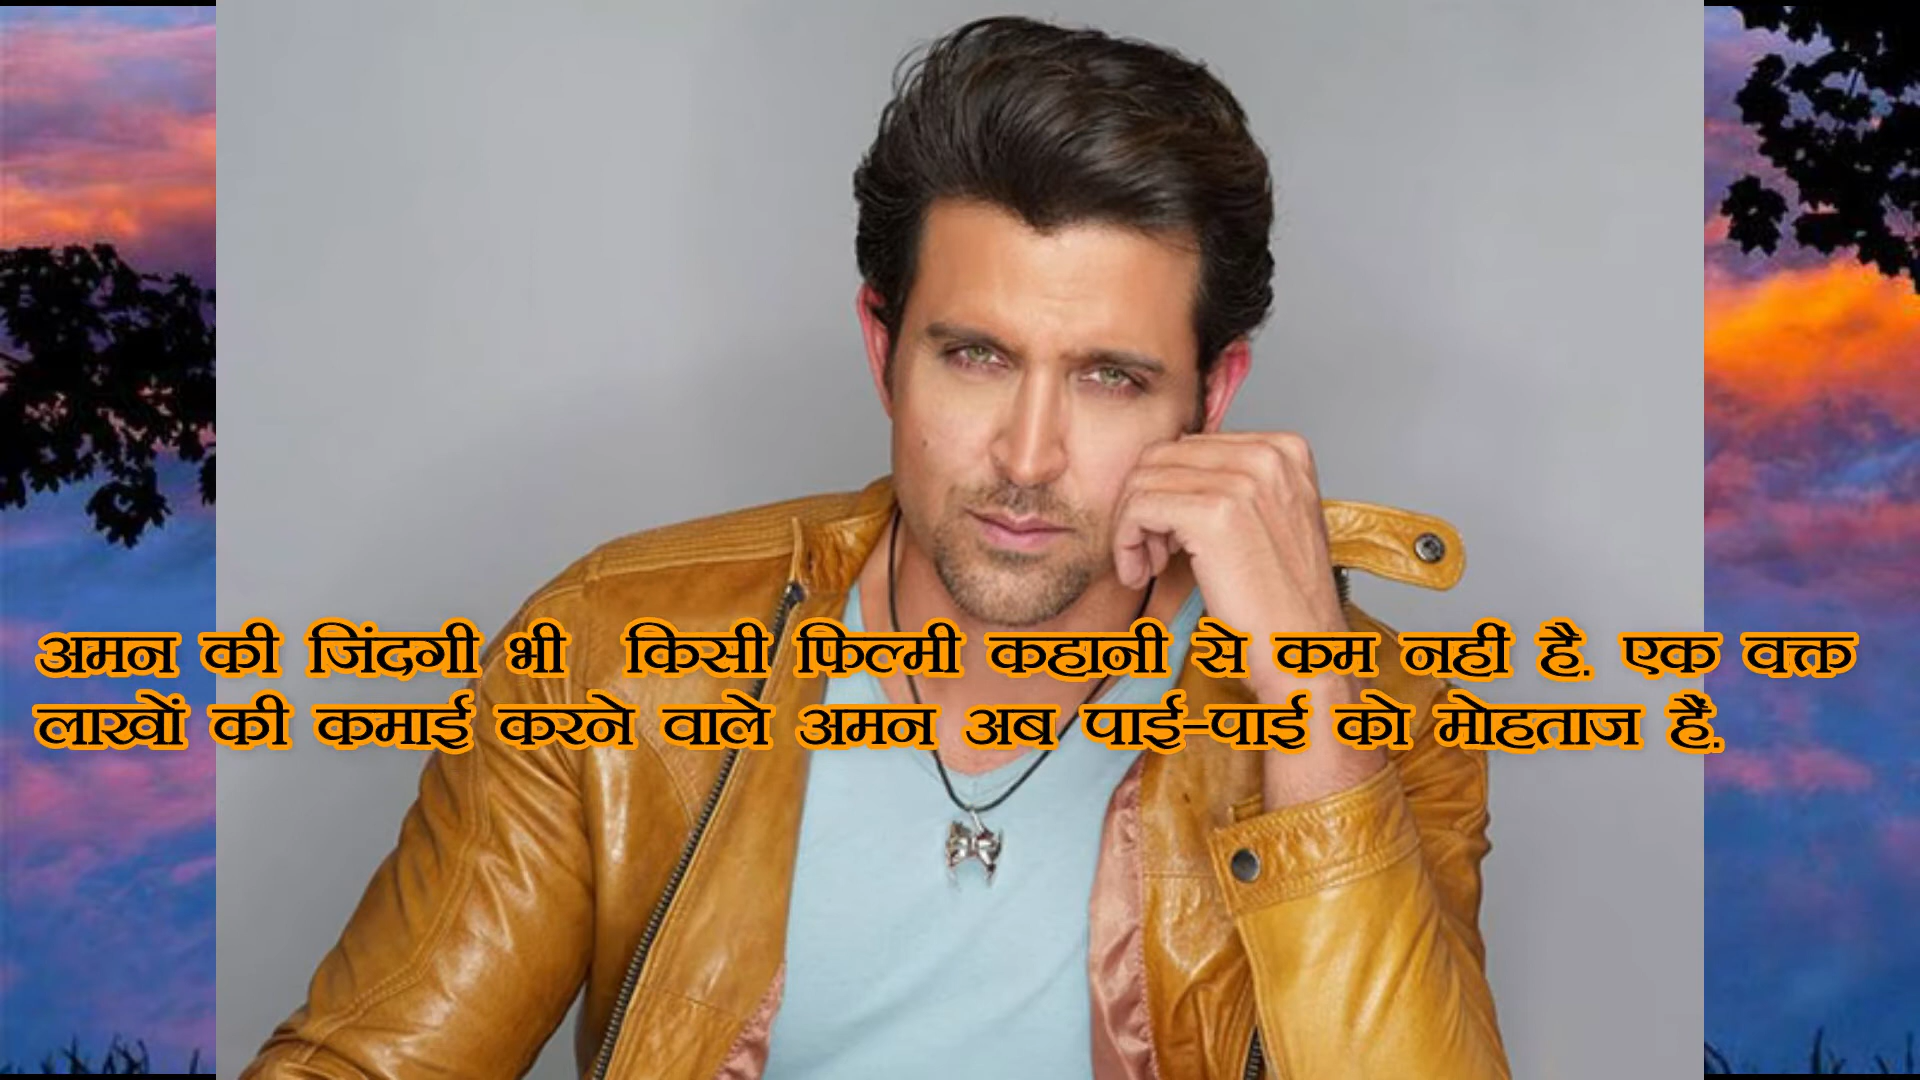 अमन की जिंदगी भी किसी फिल्मी कहानी से कम नहीं है. एक वक्त
लाखों की कमाई करने वाले अमन अब पाई-पाई को मोहताज हैं.